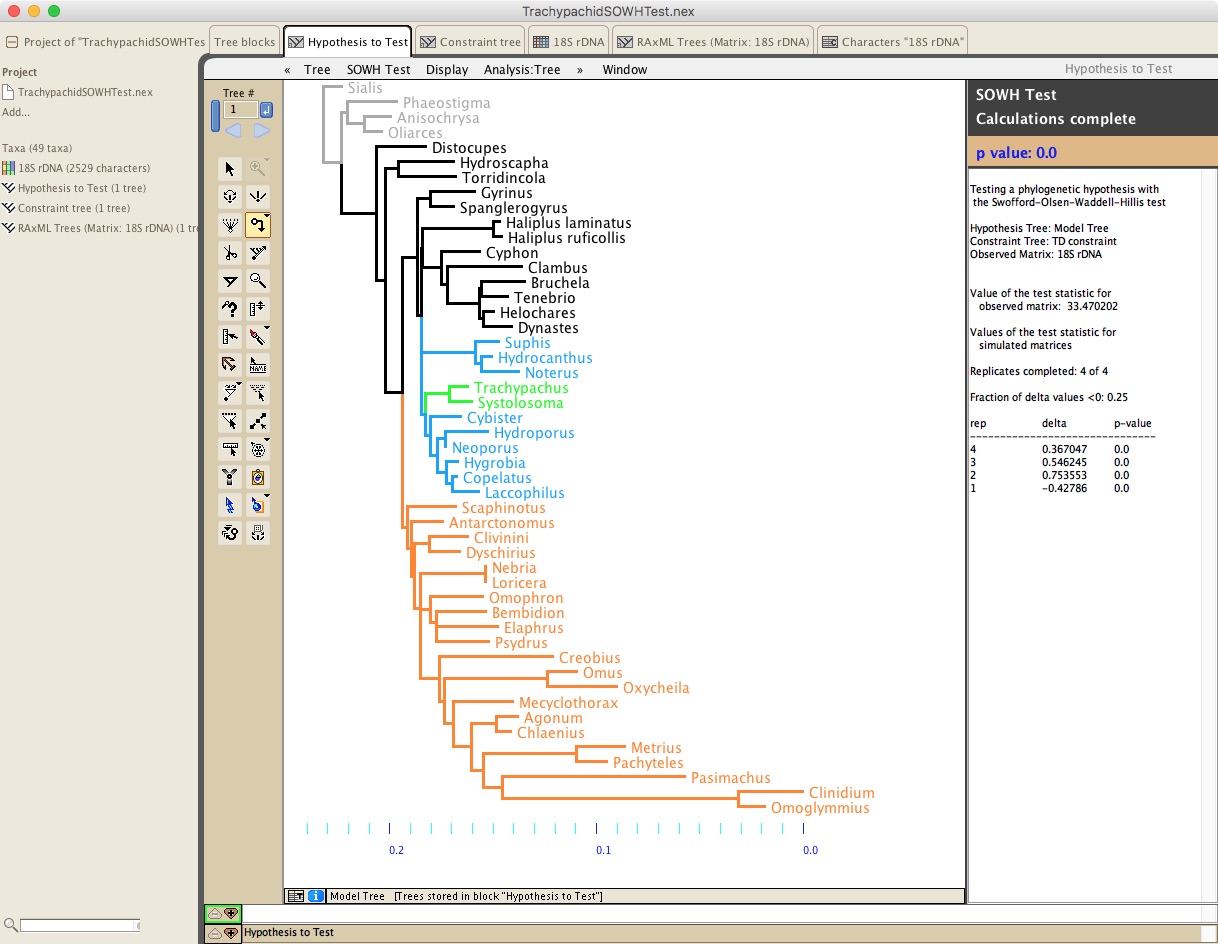 TrachypachidSOWHTest.nex
Project of "TrachypachidSOWHTes
Tree blocks
Hypothesis to Test
Constraint tree
18S rDNA
RAxML Trees (Matrix: 18S rDNA)
Characters "18S rDNA"
Project
TrachypachidSOWHTest.nex
Add...
Taxa (49 taxa)
18S rDNA (2529 characters)
Hypothesis to Test (1 tree)
Constraint tree (1 tree)
RAxML Trees (Matrix: 18S rDNA) (1 tre
« Tree SOWH Test Display Analysis:Tree » Window
Hypothesis to Test
Tree #
1
NAME
Sialis
Phaeostigma
Anisochrysa
Oliarces
Distocupes
Hydroscapha
Torridincola
Gyrinus
Spanglerogyrus
Haliplus laminatus
Haliplus ruficollis
Cyphon
Clambus
Bruchela
Tenebrio
Helochares
Dynastes
Suphis
Hydrocanthus
Noterus
Trachypachus
Systolosoma
Cybister
Hydroporus
Neoporus
Hygrobia
Copelatus
Laccophilus
Scaphinotus
Antarctonomus
Clivinini
Dyschirius
Nebria
Loricera
Omophron
Bembidion
Elaphrus
Psydrus
Creobius
Omus
Oxycheila
Mecyclothorax
Agonum
Chlaenius
Metrius
Pachyteles
Pasimachus
Clinidium
Omoglymmius
0.2 0.1 0.0
Model Tree [Trees stored in block "Hypothesis to Test"]
Hypothesis to Test
SOWH Test
Calculations complete
p value: 0.0
Testing a phylogenetic hypothesis with
the Swofford-Olsen-Waddell-Hillis test
Hypothesis Tree: Model Tree
Constraint Tree: TD constraint
Observed Matrix: 18S rDNA
Value of the test statistic for
observed matrix: 33.470202
Values of the test statistic for
simulated matrices
Replicates completed: 4 of 4
Fraction of delta values <0: 0.25
rep delta p-value
4 0.367047 0.0
3 0.546245 0.0
2 0.753553 0.0
1 -0.42786 0.0